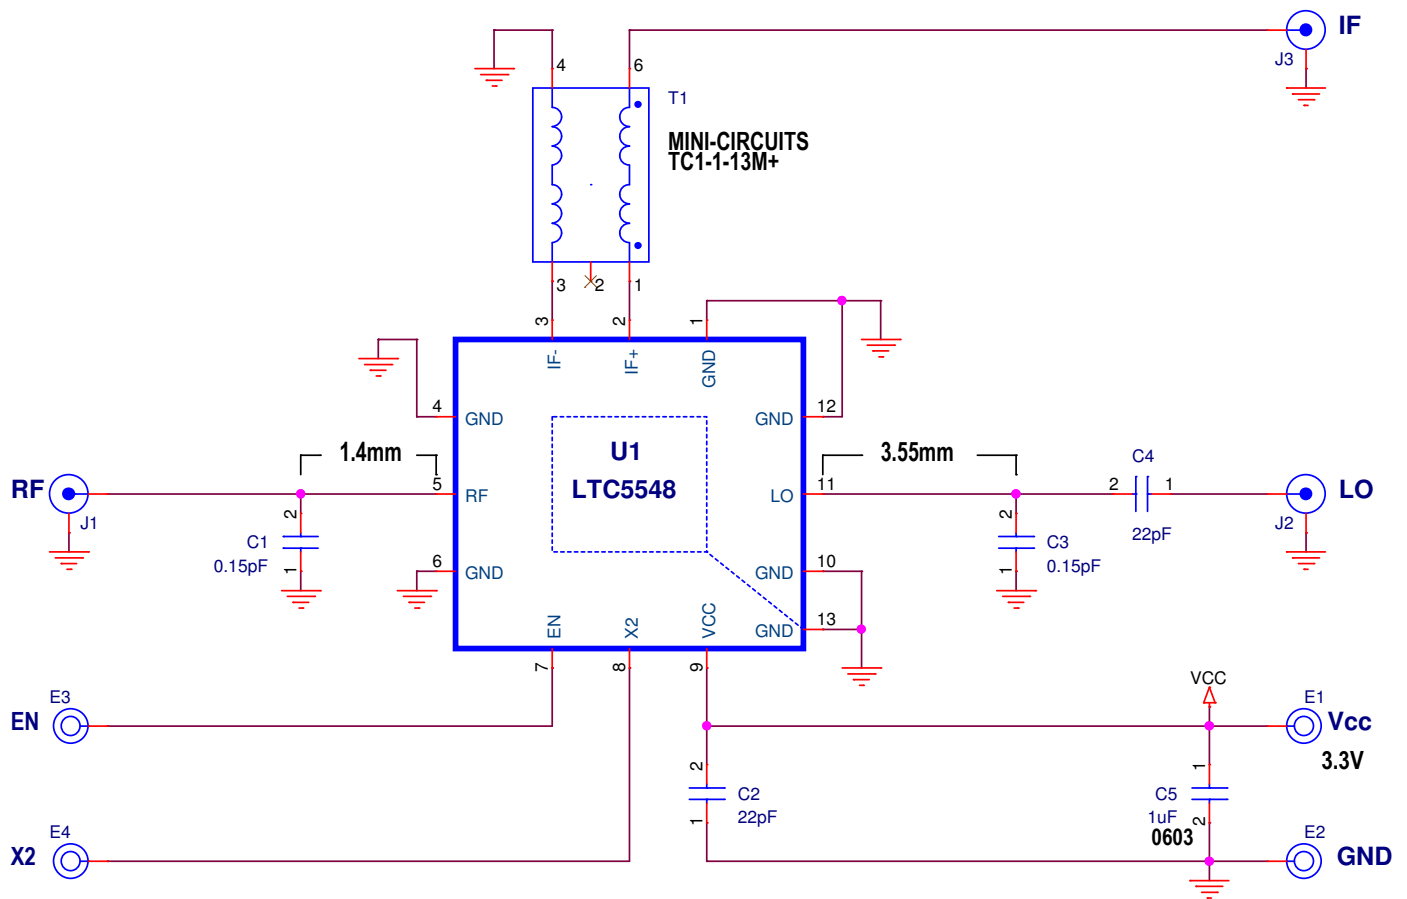 IF
J3
4
6
T1
MINI-CIRCUITS
TC1-1-13M+
3
2
1
3
2
1
IF-
IF+
GND
4
GND
GND
12
1.4mm
U1
LTC5548
3.55mm
C4
RF
J1
5
RF
LO
11
2
1
22pF
LO
J2
2
C1
0.15pF
1
2
C3
0.15pF
1
6
GND
GND
10
EN
X2
VCC
GND
13
7
8
9
EN
E3
VCC
E1
Vcc
3.3V
2
C2
22pF
1
1
C5
1uF
2
0603
X2
E4
E2
GND